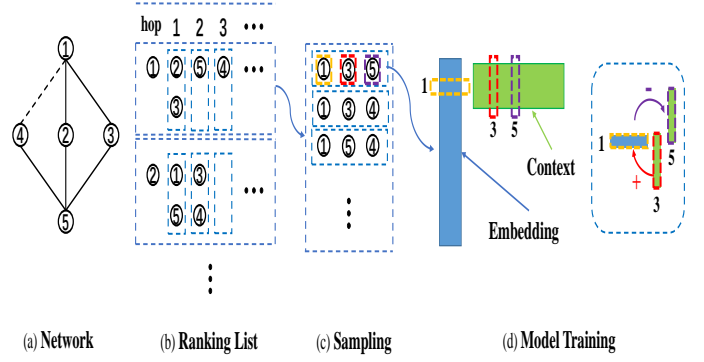 hop 1 2 3 •••
① ① ② ⑤ ④ •••
③
④ ② ③
② ① ③ •••
⑤ ④
⑤
① ③ ⑤
① ③ ④
① ⑤ ④
1
3 5
Context
Embedding
-
1
5
+
3
(a) Network
(b) Ranking List
(c) Sampling
(d) Model Training